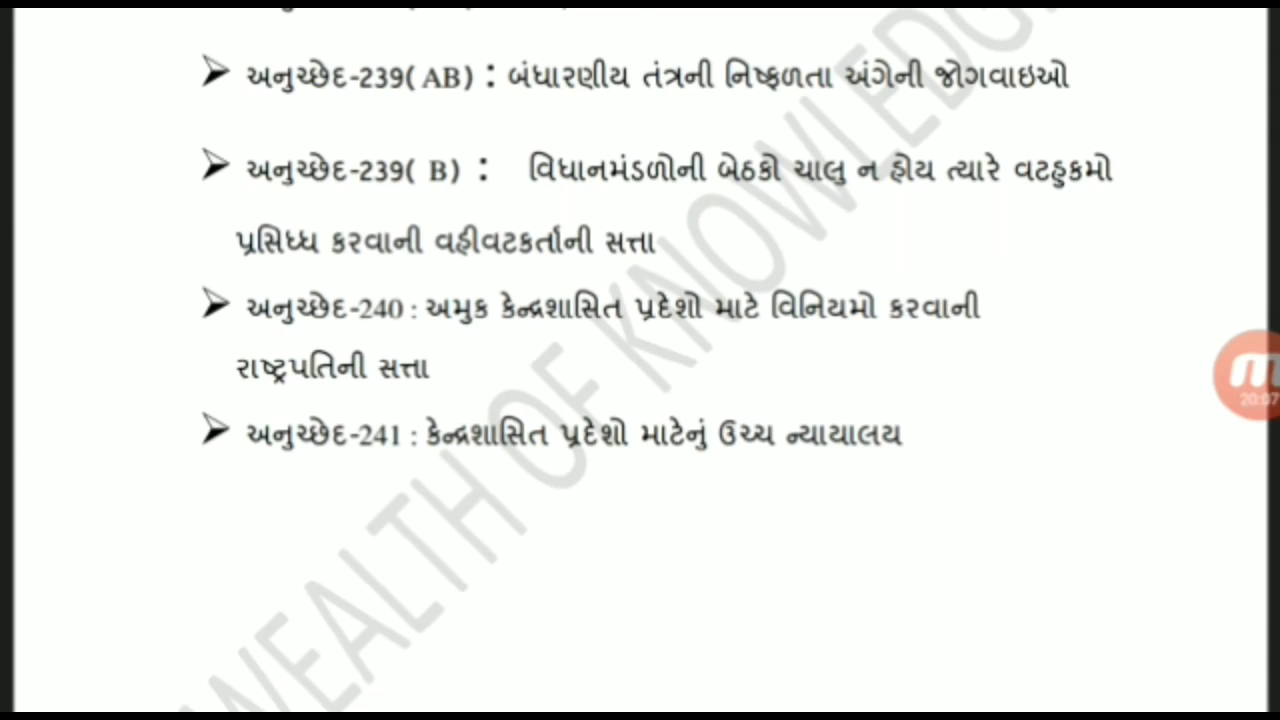 ➢ અનુચ્છેદ-239( AB) : બંધારણીય તંત્રની નિષ્ફળતા અંગેની જોગવાઇઓ
➢ અનુચ્છેદ-239( B) : વિધાનમંડળોની બેઠકો ચાલુ ન હોય ત્યારે વટહુકમો
પ્રસિધ્ધ કરવાની વહીવટકર્તાની સત્તા
➢ અનુચ્છેદ-240 : અમુક કેન્દ્રશાસિત પ્રદેશો માટે વિનિયમો કરવાની
રાષ્ટ્રપતિની સત્તા
➢ અનુચ્છેદ-241 : કેન્દ્રશાસિત પ્રદેશો માટેનું ઉચ્ચ ન્યાયાલય
WEALTH OF KNOWLEDG
20:07